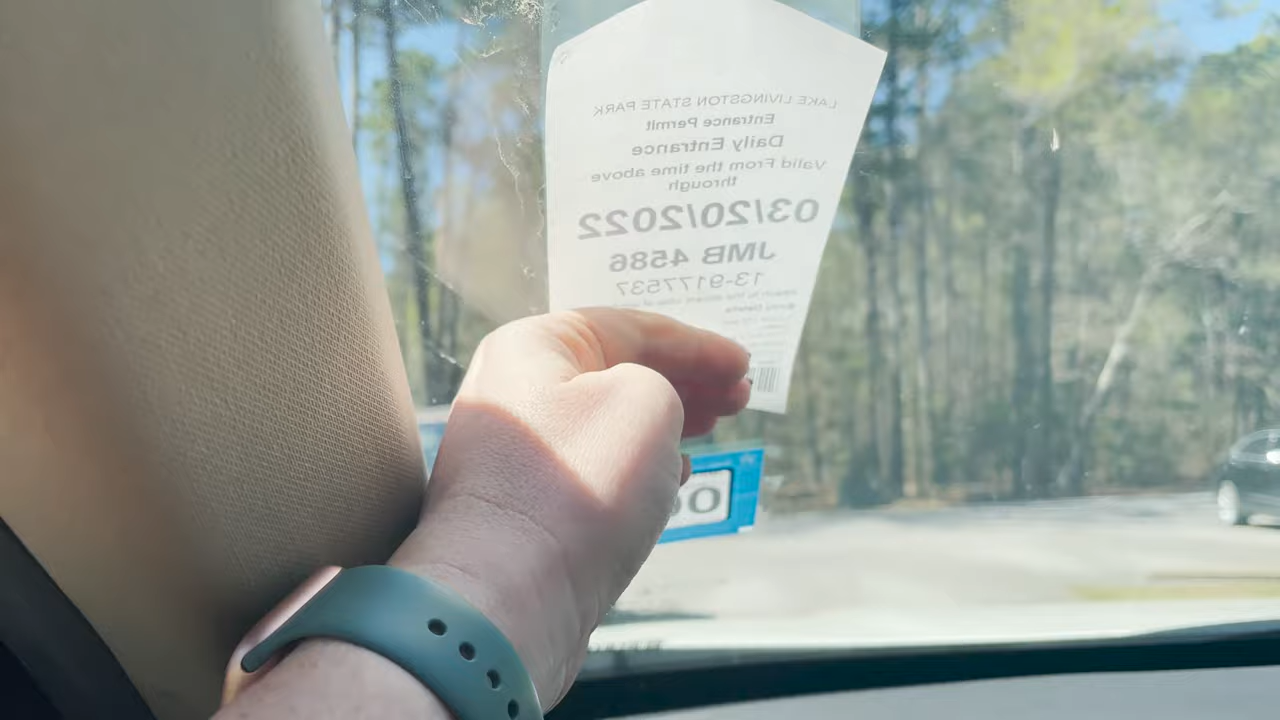 LAKE LIVINGSTON STATE PARK
Entrance Permit
Daily Entrance
Valid From the time above
through
03/20/2022
JMB 4586
13-9177537